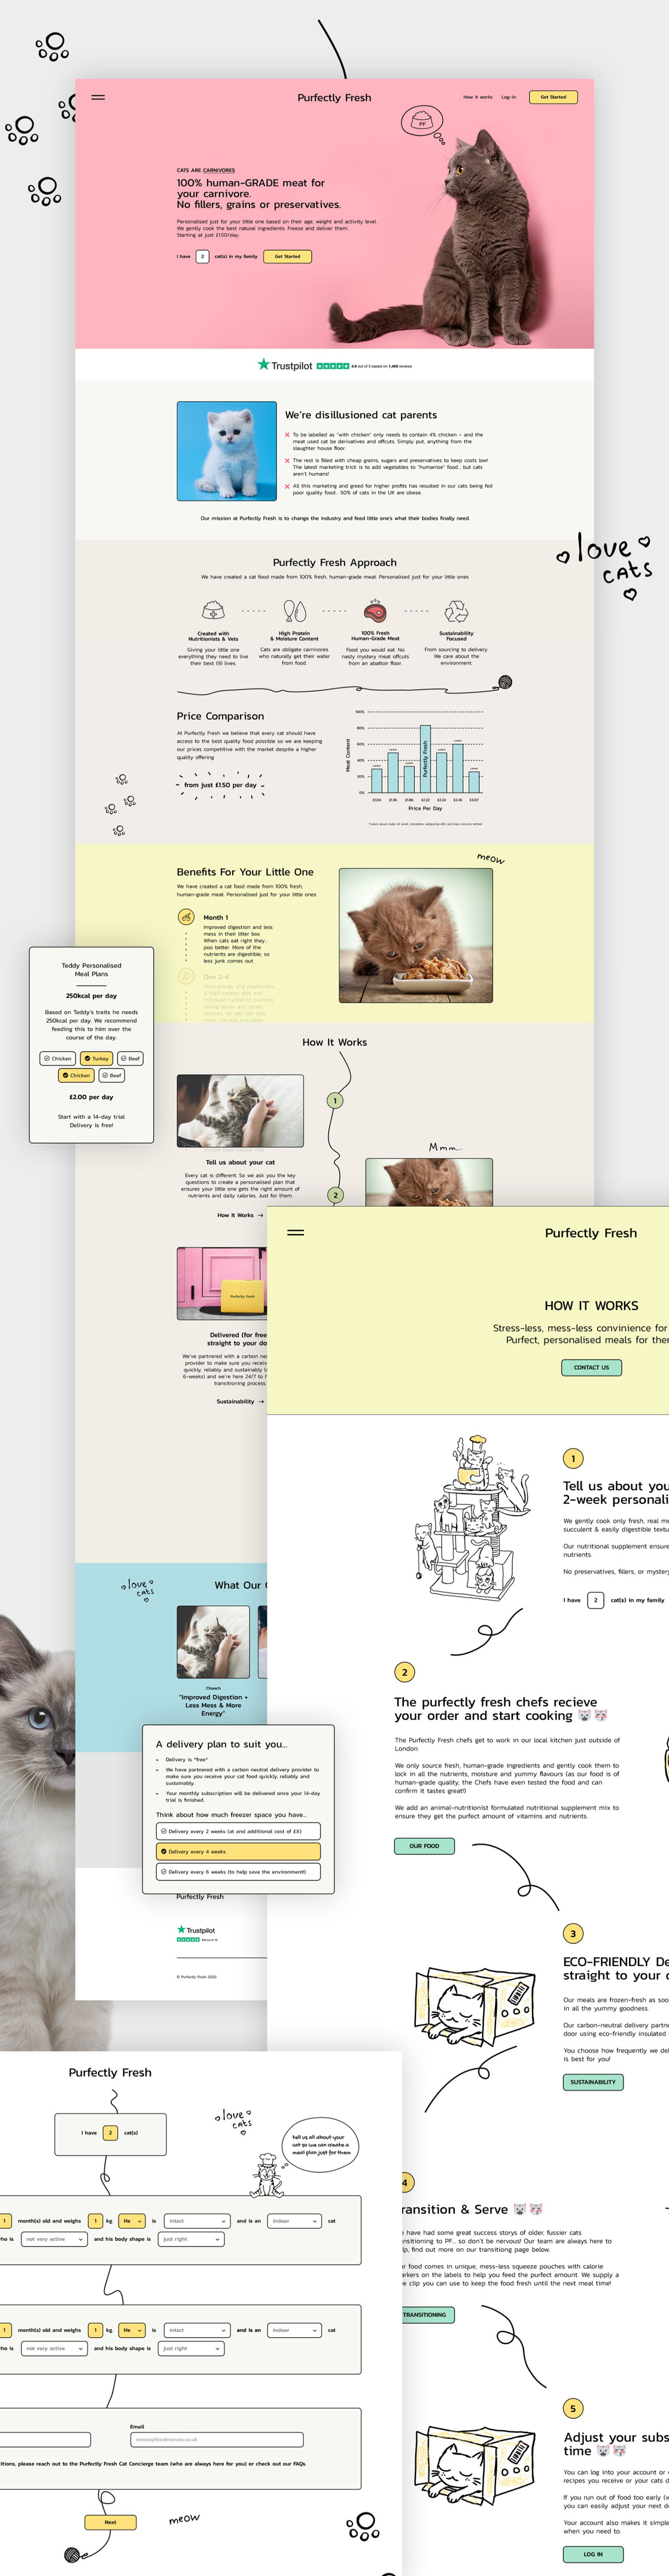 Purfectly Fresh
How it works
Log-In
Get Started
PF
CATS ARE CARNIVORES
100% human-GRADE meat for
your carnivore.
No fillers, grains or preservatives.
Personalised just for your little one based on their age, weight and activity level.
We gently cook the best natural ingredients. Freeze and deliver them.
Starting at just £1.50/day.
I have 2 cat(s) in my family Get Started
Trustpilot 4.9 out of 5 based on 1,409 reviews
We're disillusioned cat parents
To be labelled as "with chicken" only needs to contain 4% chicken – and the
meat used cat be derivatives and offcuts. Simply put, anything from the
slaughter house floor.
The rest is filled with cheap grains, sugars and preservatives to keep costs low!
The latest marketing trick is to add vegetables to "humanise" food... but cats
aren't humans!
All this marketing and greed for higher profits has resulted in our cats being fed
poor quality food... 50% of cats in the UK are obese.
Our mission at Purfectly Fresh is to change the industry and feed little one's what their bodies finally need.
love
cats
Purfectly Fresh Approach
We have created a cat food made from 100% fresh, human-grade meat. Personalised just for your little ones
Created with
Nutritionists & Vets
Giving your little one
everything they need to live
their best (9) lives.
High Protein
& Moisture Content
Cats are obligate carnivores
who naturally get their water
from food.
100% Fresh
Human-Grade Meat
Food you would eat. No
nasty mystery meat offcuts
from an abattoir floor.
Sustainability
Focused
From sourcing to delivery.
We care about the
environment.
Price Comparison
At Purfectly Fresh we believe that every cat should have
access to the best quality food possible so we are keeping
our prices competitive with the market despite a higher
quality offering
from just £1.50 per day
Meat Content
100%
80%
60%
40%
20%
0%
Purfectly Fresh
Price Per Day
Benefits For Your Little One
We have created a cat food made from 100% fresh,
human-grade meat. Personalised just for your little ones
meow
Month 1
Improved digestion and less
mess in their litter box
When cats eat right they...
poo better. More of the
nutrients are digestible, so
less junk comes out.
One 2-4
More energy and playfulness
A high-protein diet and
improved hydration promote
strong bones and toned
Teddy Personalised
Meal Plans
250kcal per day
Based on Teddy's traits he needs
250kcal per day. We recommend
feeding this to him over the
course of the day.
Chicken Turkey Beef
Chicken Beef
£2.00 per day
Start with a 14-day trial
Delivery is free!
How It Works
1
Tell us about your cat
Every cat is different. So we ask you the key
questions to create a personalised plan that
ensures your little one gets the right amount of
nutrients and daily calories. Just for them.
How It Works →
Mmm...
2
Purfectly Fresh
Delivered (for free
straight to your do
We've partnered with a carbon ne
provider to make sure you receiv
quickly, reliably and sustainably (
6-weeks) and we're here 24/7 to h
transitioning process.
Sustainability →
Purfectly Fresh
HOW IT WORKS
Stress-less, mess-less convinience for
Purfect, personalised meals for the
CONTACT US
1
Tell us about you
2-week personali
We gently cook only fresh, real me
succulent & easily digestible textu
Our nutritional supplement ensure
nutrients.
No preservatives, fillers, or myster
I have 2 cat(s) in my family
2
The purfectly fresh chefs recieve
your order and start cooking
The Purfectly Fresh chefs get to work in our local kitchen just outside of
London.
We only source fresh, human-grade ingredients and gently cook them to
lock in all the nutrients, moisture and yummy flavours (as our food is of
human-grade quality, the Chefs have even tested the food and can
confirm it tastes great!)
We add an animal-nutritionist formulated nutritional supplement mix to
ensure they get the purfect amount of vitamins and nutrients.
OUR FOOD
3
ECO-FRIENDLY De
straight to your d
Our meals are frozen-fresh as soo
in all the yummy goodness.
Our carbon-neutral delivery partne
door using eco-friendly insulated
You choose how frequently we del
is best for you!
SUSTAINABILITY
4
ransition & Serve
have had some great success storys of older, fussier cats
ansitioning to PF.. so don't be nervous! Our team are always here to
lp, find out more on our transitiong page below.
r food comes in unique, mess-less squeeze pouches with calorie
arkers on the labels to help you feed the purfect amount. We supply a
e clip you can use to keep the food fresh until the next meal time!
TRANSITIONING
5
Adjust your subs
time
You can log into your account or
recipes you receive or your cats d
If you run out of food too early (w
you can easily adjust your next d
Your account also makes it simple
when you need to.
LOG IN
love
cats
What Our C
Chooch
"Improved Digestion +
Less Mess & More
Energy"
A delivery plan to suit you...
Delivery is *free*
We have partnered with a carbon neutral delivery provider to
make sure you receive your cat food quickly, reliably and
sustainably.
Your monthly subscription will be delivered once your 14-day
trial is finished.
Think about how much freezer space you have...
Delivery every 2 weeks (at and additional cost of £X)
Delivery every 4 weeks
Delivery every 6 weeks (to help save the environment!)
Purfectly Fresh
Trustpilot
© Purfectly Fresh 2020
Purfectly Fresh
I have 2 cat(s)
love
cats
tell us all about your
cat so we can create a
meal plan just for them
1 month(s) old and weighs 1 kg. He is Intact and is an Indoor cat
ho is not very active and his body shape is just right
1 month(s) old and weighs 1 kg. He is Intact and is an Indoor cat
ho is not very active and his body shape is just right
Email
meow@feedmenow.co.uk
itions, please reach out to the Purfectly Fresh Cat Concierge team (who are always here for you) or check out our FAQs.
Next
meow